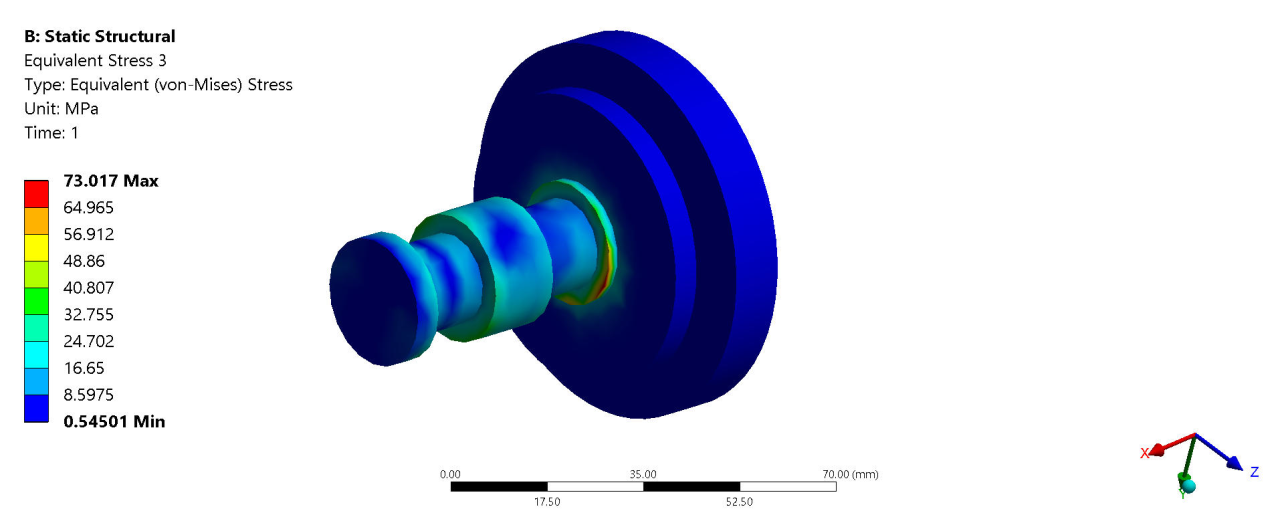 B: Static Structural
Equivalent Stress 3
Type: Equivalent (von-Mises) Stress
Unit: MPa
Time: 1
73.017 Max
64.965
56.912
48.86
40.807
32.755
24.702
16.65
8.5975
0.54501 Min
0.00 35.00 70.00 (mm)
17.50 52.50
X
Z
Y